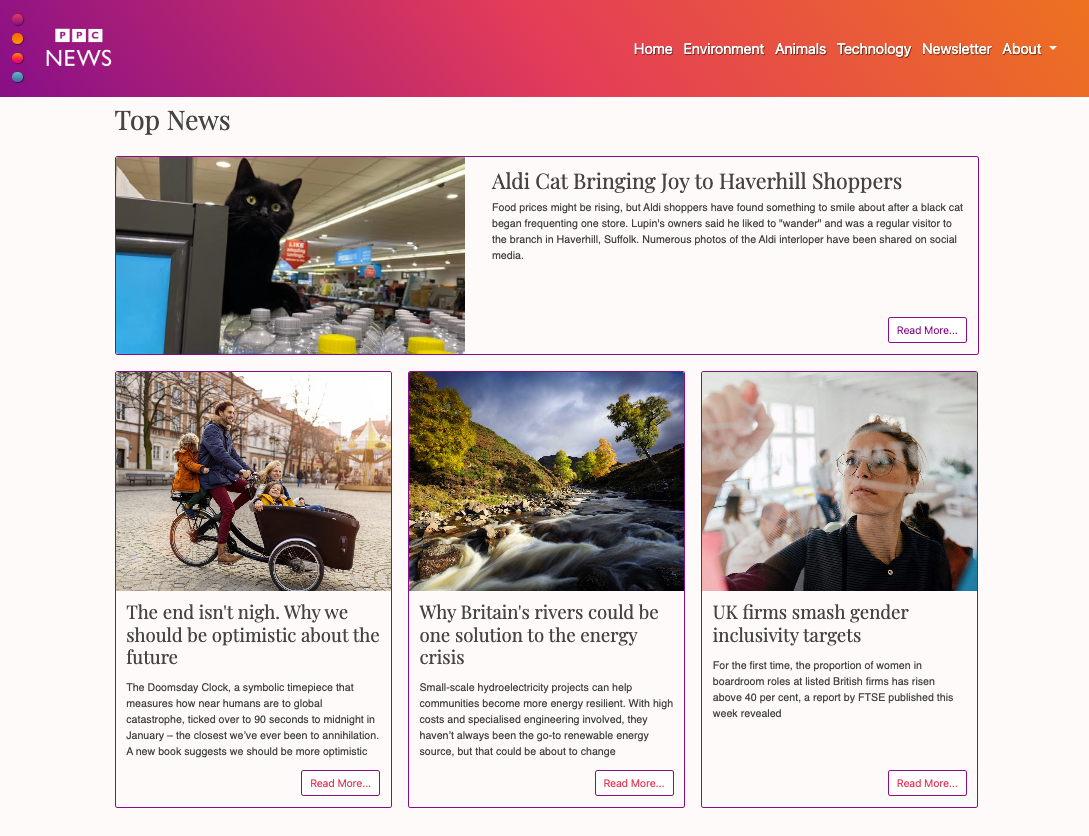 PPC
NEWS
Home Environment Animals Technology Newsletter About
Top News
LIKE
Aldi Cat Bringing Joy to Haverhill Shoppers
Food prices might be rising, but Aldi shoppers have found something to smile about after a black cat
began frequenting one store. Lupin's owners said he liked to "wander" and was a regular visitor to
the branch in Haverhill, Suffolk. Numerous photos of the Aldi interloper have been shared on social
media.
Read More...
The end isn't nigh. Why we
should be optimistic about the
future
The Doomsday Clock, a symbolic timepiece that
measures how near humans are to global
catastrophe, ticked over to 90 seconds to midnight in
January – the closest we've ever been to annihilation.
A new book suggests we should be more optimistic
Read More...
Why Britain's rivers could be
one solution to the energy
crisis
Small-scale hydroelectricity projects can help
communities become more energy resilient. With high
costs and specialised engineering involved, they
haven't always been the go-to renewable energy
source, but that could be about to change
Read More...
UK firms smash gender
inclusivity targets
For the first time, the proportion of women in
boardroom roles at listed British firms has risen
above 40 per cent, a report by FTSE published this
week revealed
Read More...